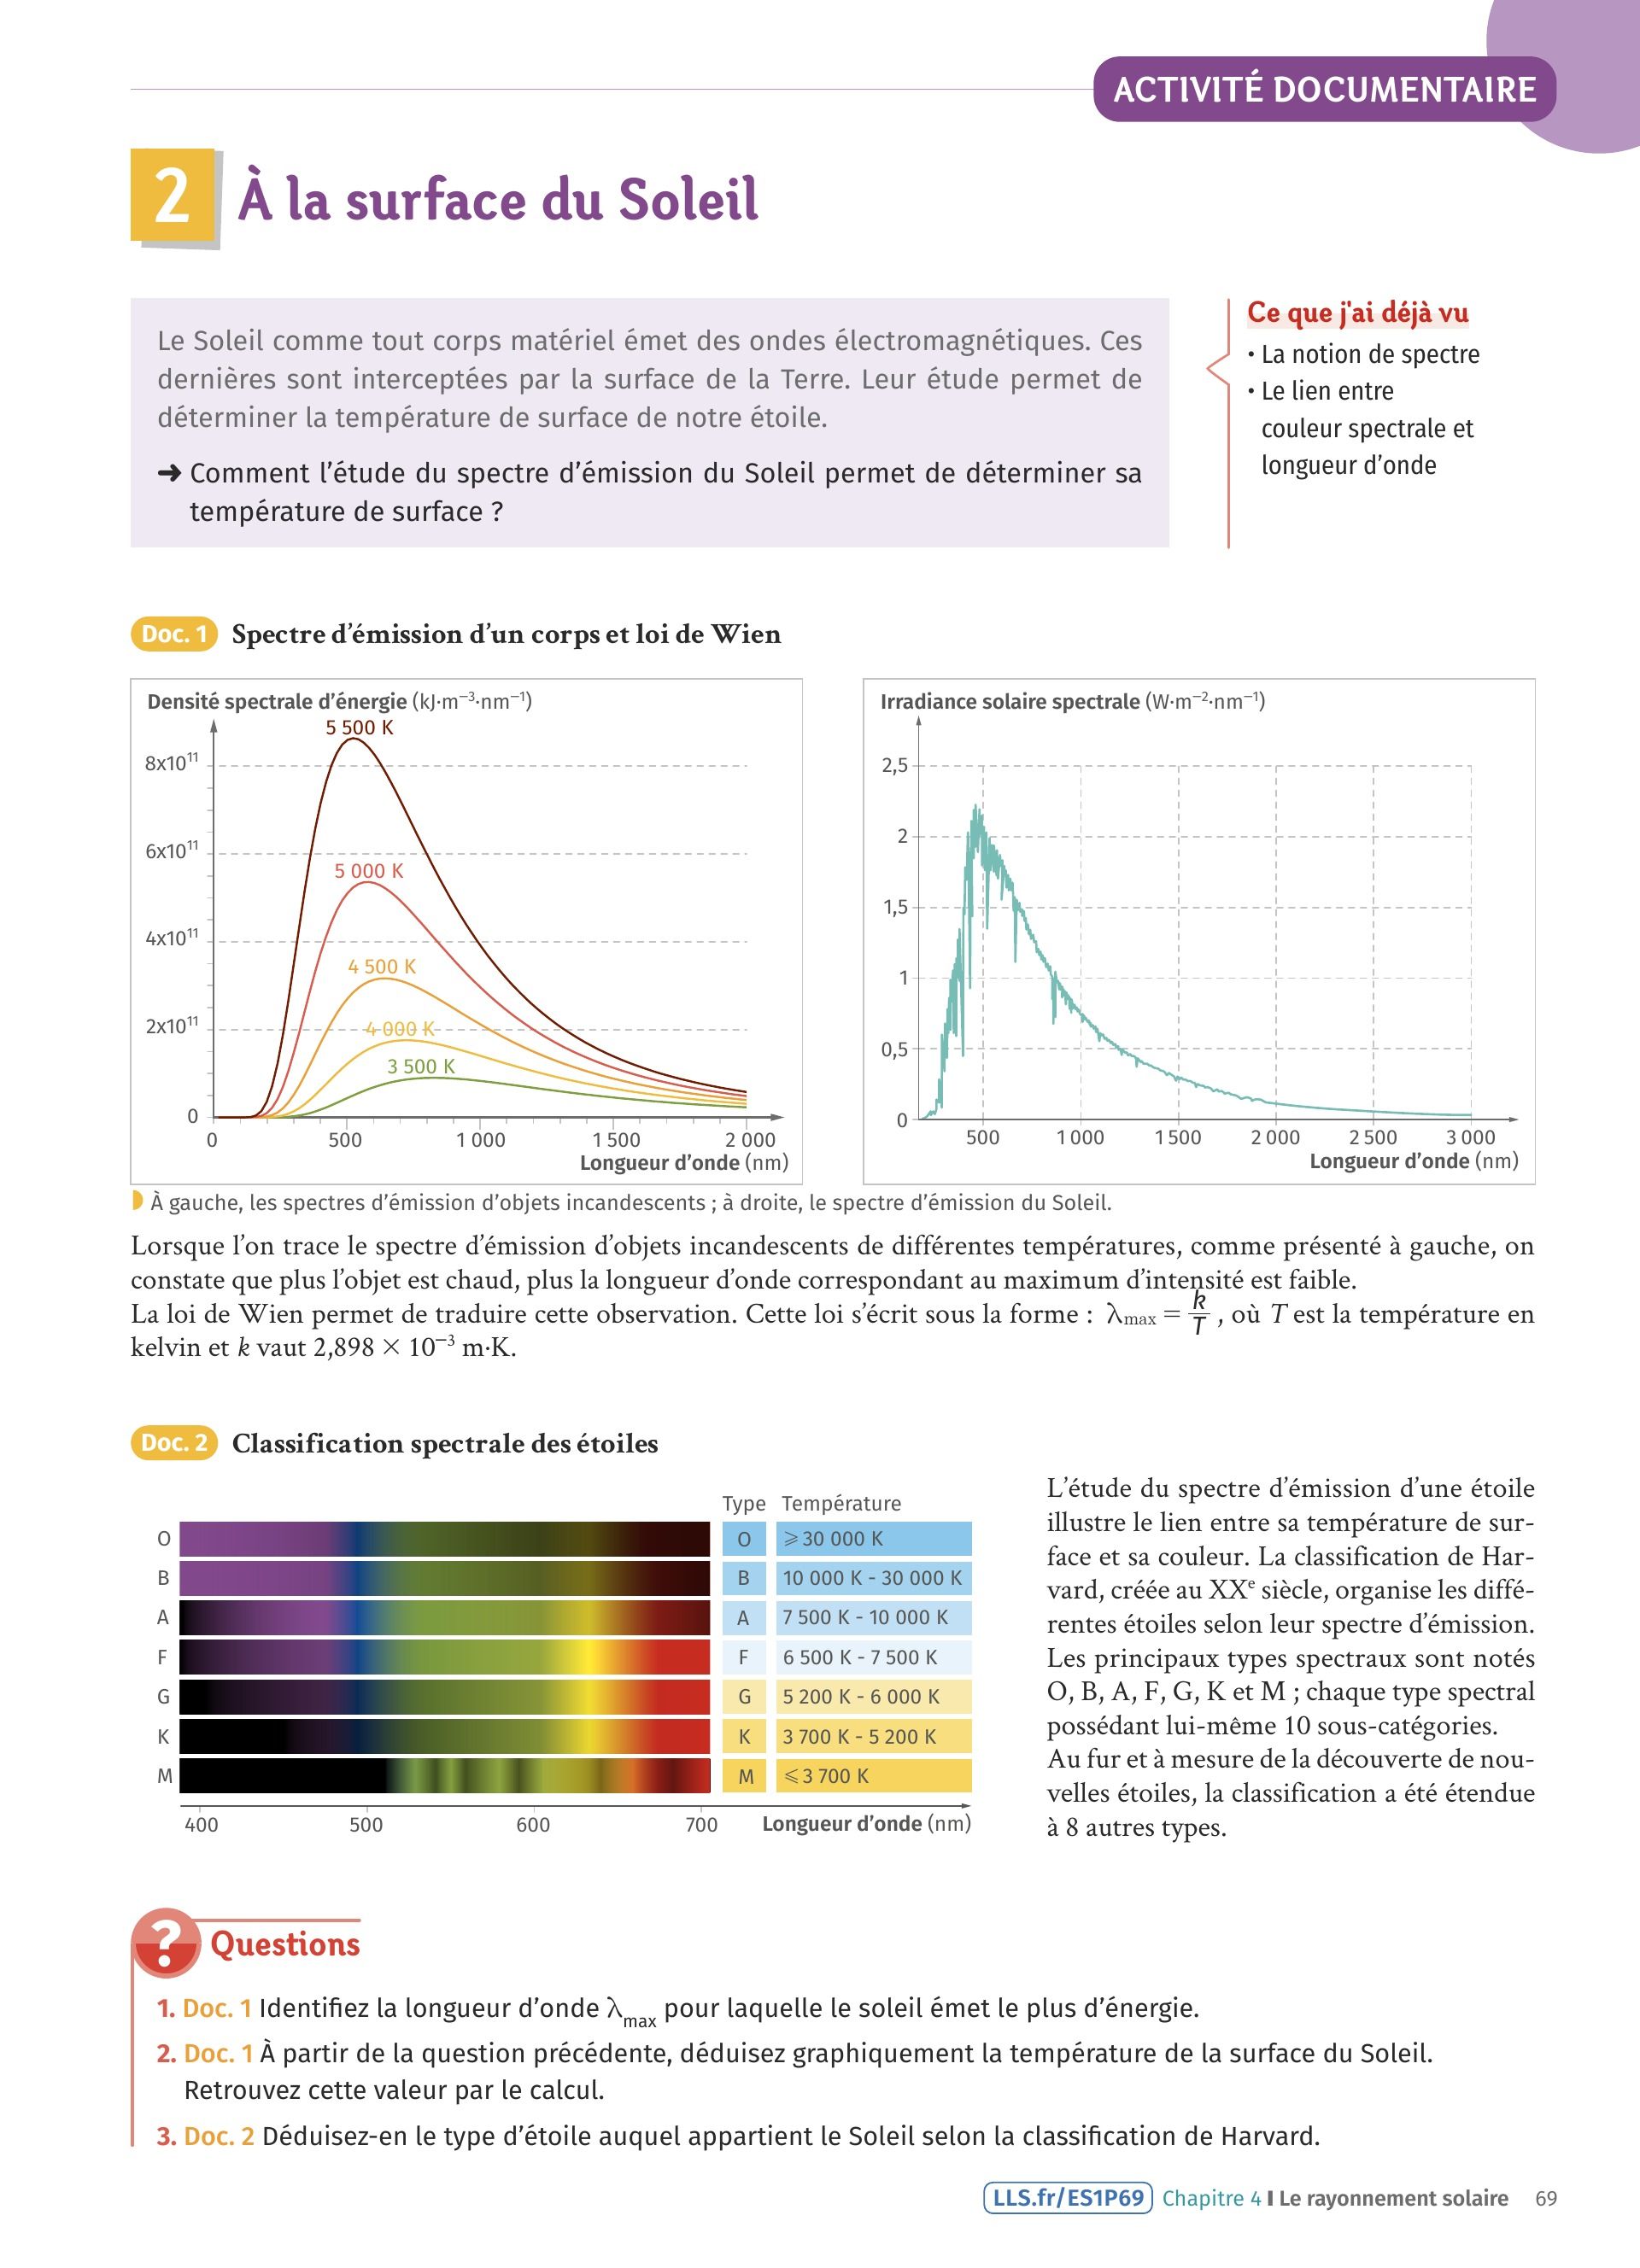 ACTIVITÉ DOCUMENTAIRE
2 À la surface du Soleil
Le Soleil comme tout corps matériel émet des ondes électromagnétiques. Ces
dernières sont interceptées par la surface de la Terre. Leur étude permet de
déterminer la température de surface de notre étoile.
➜ Comment l'étude du spectre d'émission du Soleil permet de déterminer sa
température de surface ?
Ce que j'ai déjà vu
• La notion de spectre
• Le lien entre
couleur spectrale et
longueur d'onde
Doc. 1 Spectre d'émission d'un corps et loi de Wien
Densité spectrale d'énergie (kJ·m⁻³·nm⁻¹)
5 500 K
8x10¹¹
6x10¹¹
5 000 K
4x10¹¹
4 500 K
2x10¹¹
4 000 K
3 500 K
0
0 500 1 000 1 500 2 000
Longueur d'onde (nm)
Irradiance solaire spectrale (W·m⁻²·nm⁻¹)
2,5
2
1,5
1
0,5
0
500 1 000 1 500 2 000 2 500 3 000
Longueur d'onde (nm)
À gauche, les spectres d'émission d'objets incandescents ; à droite, le spectre d'émission du Soleil.
Lorsque l'on trace le spectre d'émission d'objets incandescents de différentes températures, comme présenté à gauche, on
constate que plus l'objet est chaud, plus la longueur d'onde correspondant au maximum d'intensité est faible.
La loi de Wien permet de traduire cette observation. Cette loi s'écrit sous la forme : λmax = k/T , où T est la température en
kelvin et k vaut 2,898 × 10⁻³ m·K.
Doc. 2 Classification spectrale des étoiles
Type Température
O O ⩾ 30 000 K
B B 10 000 K - 30 000 K
A A 7 500 K - 10 000 K
F F 6 500 K - 7 500 K
G G 5 200 K - 6 000 K
K K 3 700 K - 5 200 K
M M ⩽ 3 700 K
400 500 600 700 Longueur d'onde (nm)
L'étude du spectre d'émission d'une étoile
illustre le lien entre sa température de sur-
face et sa couleur. La classification de Har-
vard, créée au XXᵉ siècle, organise les diffé-
rentes étoiles selon leur spectre d'émission.
Les principaux types spectraux sont notés
O, B, A, F, G, K et M ; chaque type spectral
possédant lui-même 10 sous-catégories.
Au fur et à mesure de la découverte de nou-
velles étoiles, la classification a été étendue
à 8 autres types.
? Questions
1. Doc. 1 Identifiez la longueur d'onde λmax pour laquelle le soleil émet le plus d'énergie.
2. Doc. 1 À partir de la question précédente, déduisez graphiquement la température de la surface du Soleil.
Retrouvez cette valeur par le calcul.
3. Doc. 2 Déduisez-en le type d'étoile auquel appartient le Soleil selon la classification de Harvard.
LLS.fr/ES1P69 Chapitre 4 I Le rayonnement solaire 69